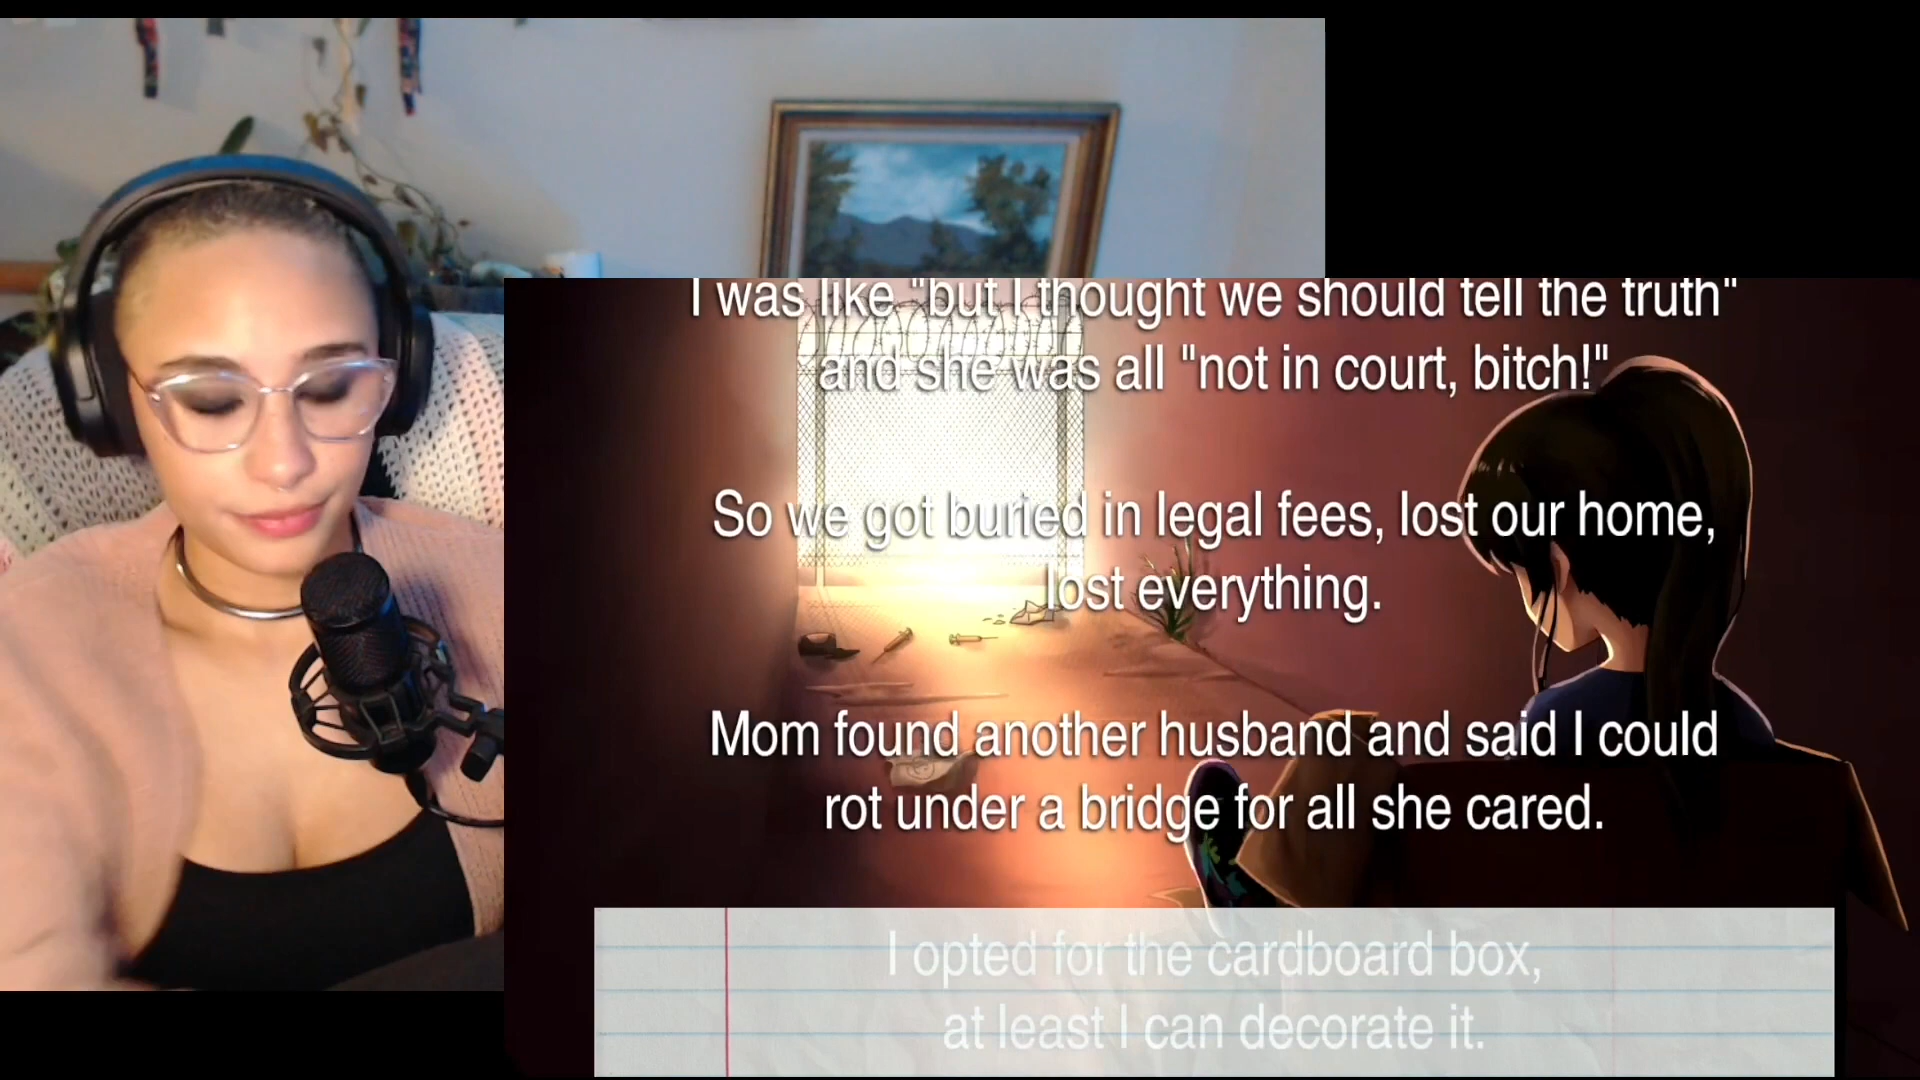 I was like "but I thought we should tell the truth"
and she was all "not in court, bitch!"
So we got buried in legal fees, lost our home,
lost everything.
Mom found another husband and said I could
rot under a bridge for all she cared.
I opted for the cardboard box,
at least I can decorate it.